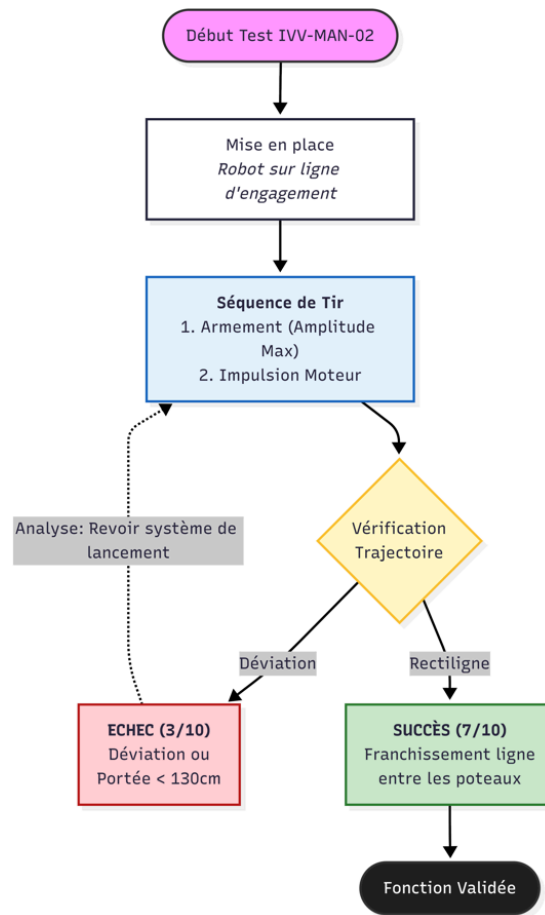 Début Test IVV-MAN-02
Mise en place
Robot sur ligne
d'engagement
Séquence de Tir
1. Armement (Amplitude
Max)
2. Impulsion Moteur
Analyse: Revoir système de
lancement
Vérification
Trajectoire
Déviation
Rectiligne
ECHEC (3/10)
Déviation ou
Portée < 130cm
SUCCÈS (7/10)
Franchissement ligne
entre les poteaux
Fonction Validée